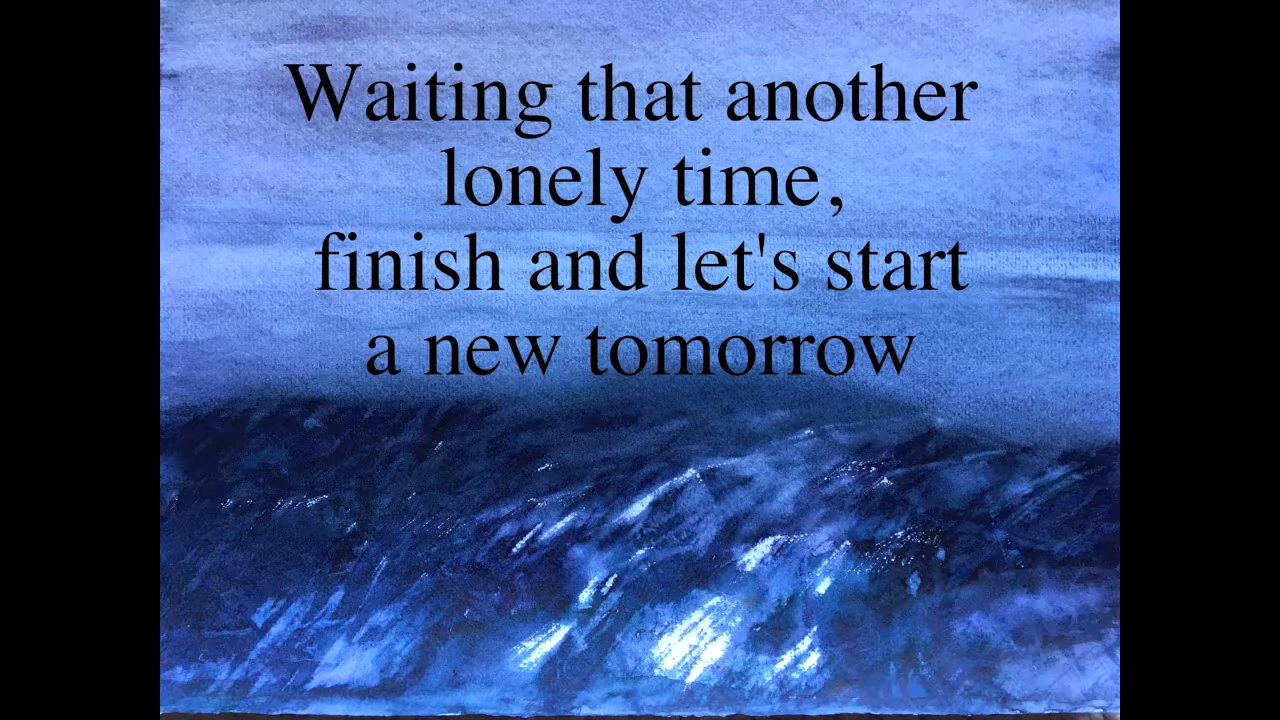 Waiting that another
lonely time,
finish and let's start
a new tomorrow